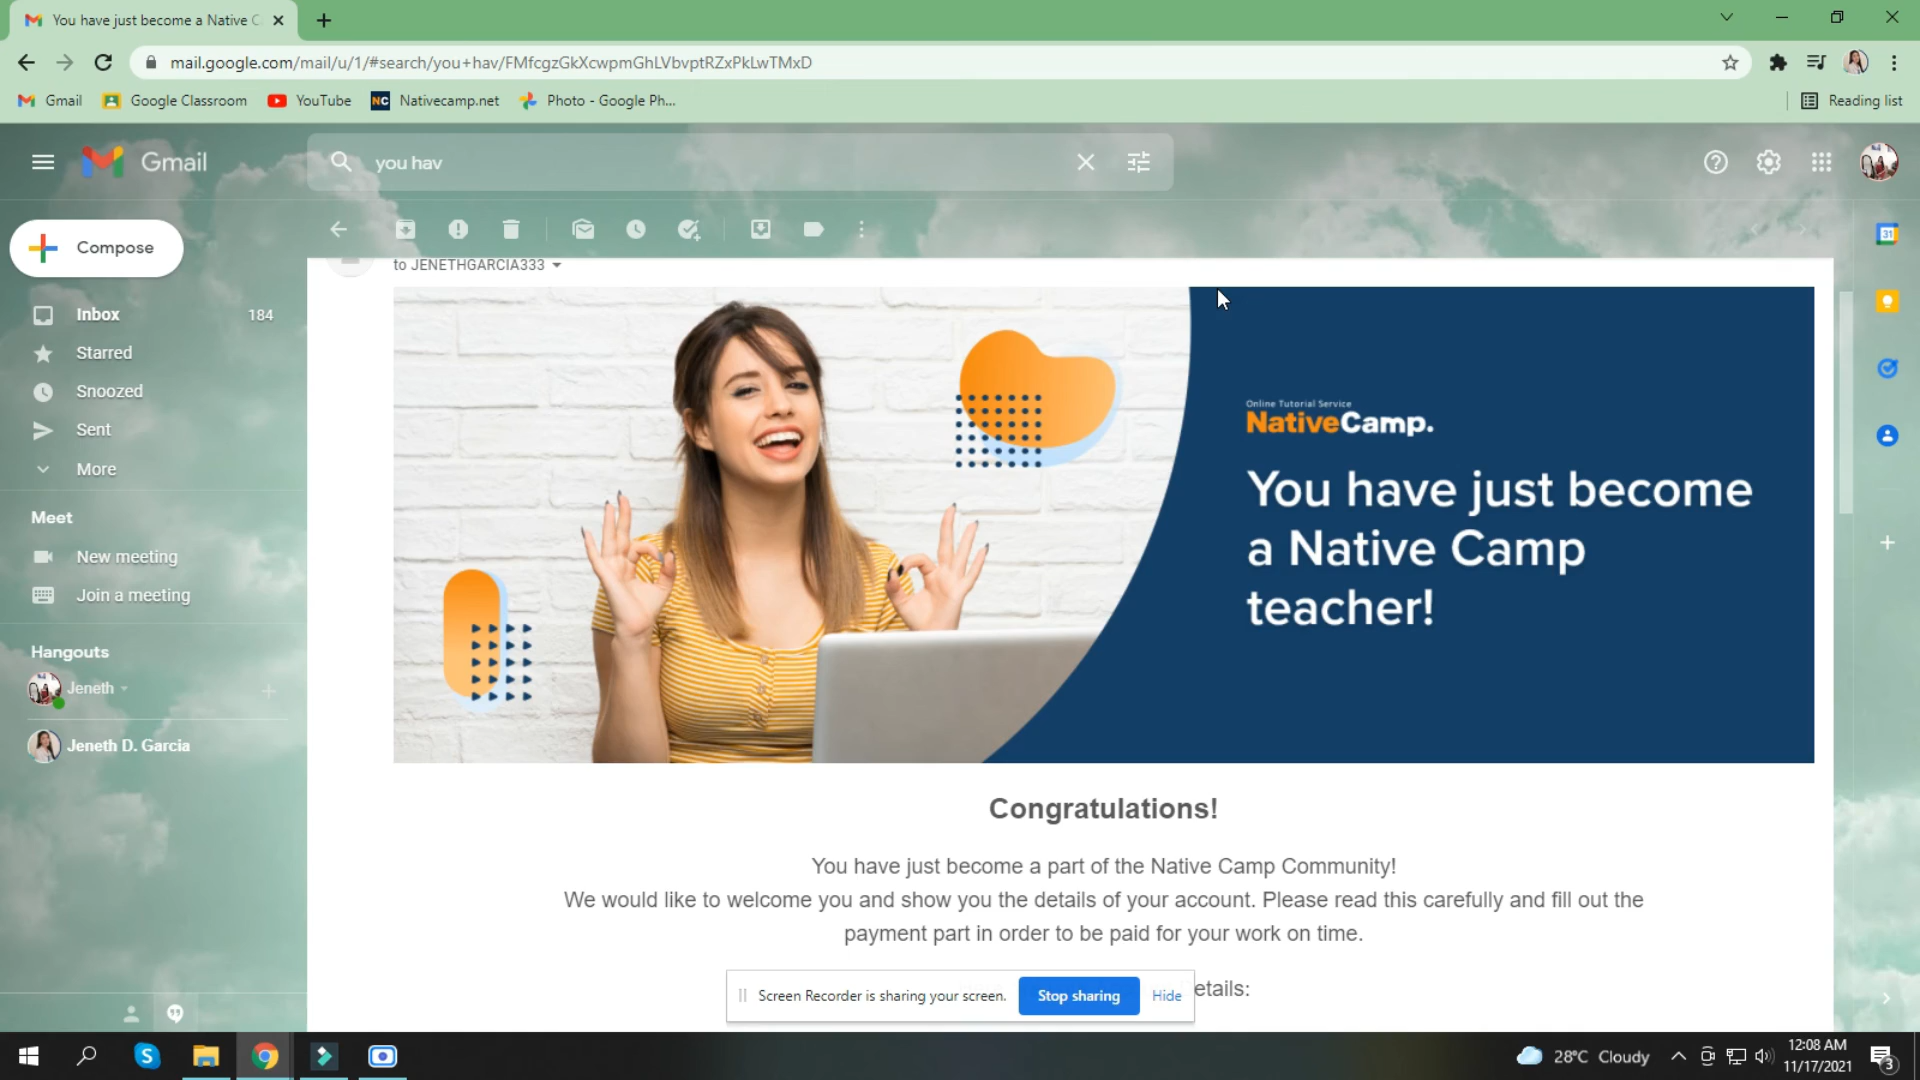 You have just become a Native C
mail.google.com/mail/u/1/#search/you+hav/FMfcgzGkXcwpmGhLVbvptRZxPkLwTMxD
Gmail
Google Classroom
YouTube
NC
Nativecamp.net
Photo - Google Ph...
Reading list
Gmail
you hav
Compose
to JENETHGARCIA333
31
Inbox
184
Starred
Snoozed
Sent
More
Meet
New meeting
Join a meeting
Hangouts
Jeneth
Jeneth D. Garcia
Online Tutorial Service
NativeCamp.
You have just become
a Native Camp
teacher!
Congratulations!
You have just become a part of the Native Camp Community!
We would like to welcome you and show you the details of your account. Please read this carefully and fill out the
payment part in order to be paid for your work on time.
etails:
Screen Recorder is sharing your screen.
Stop sharing
Hide
28°C Cloudy
12:08 AM
11/17/2021
3